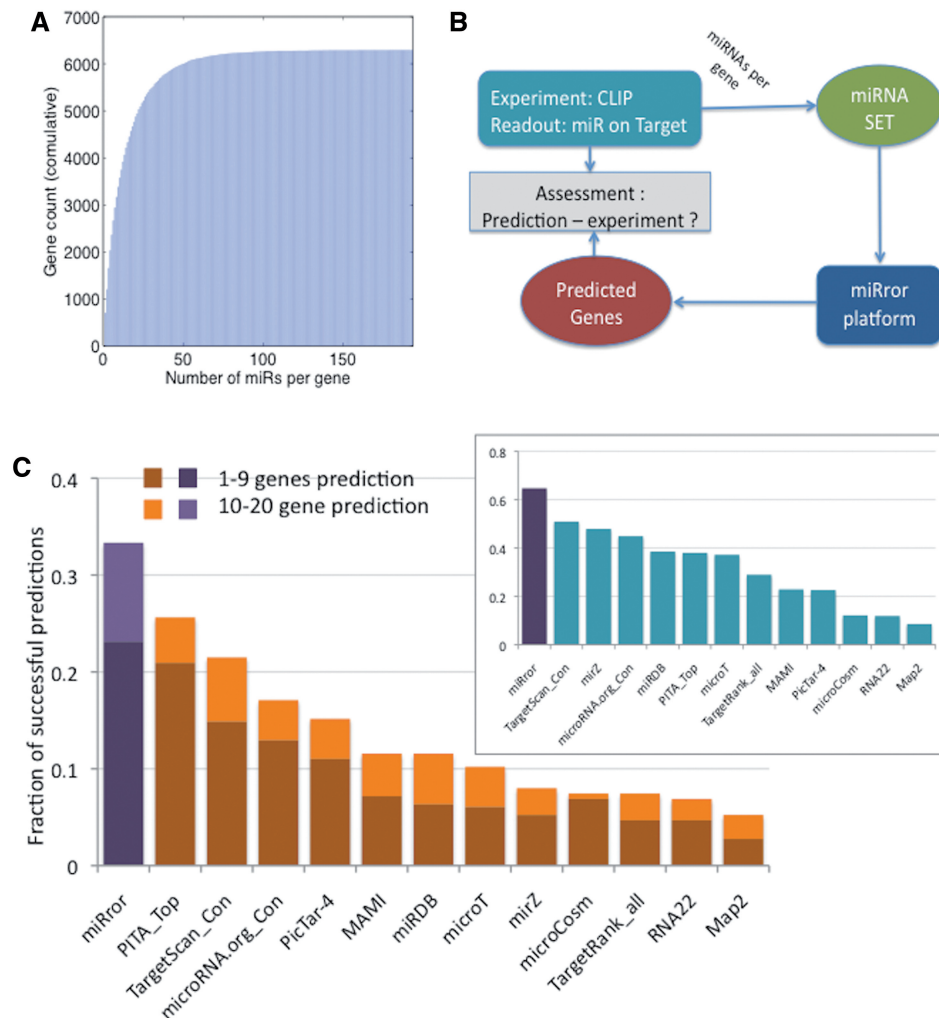 A
7000
6000
5000
4000
3000
2000
1000
0
Gene count (comulative)
0
50
100
150
Number of miRs per gene
B
Experiment: CLIP
Readout: miR on Target
miRNAs per
gene
miRNA
SET
Assessment :
Prediction – experiment ?
Predicted
Genes
miRror
platform
C
1-9 genes prediction
10-20 gene prediction
Fraction of successful predictions
0.4
0.3
0.2
0.1
0
miRror
PITA_Top
TargetScan_Con
microRNA.org_Con
PicTar-4
MAMI
miRDB
microT
mirZ
microCosm
TargetRank_all
RNA22
Map2
0.8
0.6
0.4
0.2
0
miRror
TargetScan_Con
mirZ
microRNA.org_Con
miRDB
PITA_Top
microT
TargetRank_all
MAMI
PicTar-4
microCosm
RNA22
Map2